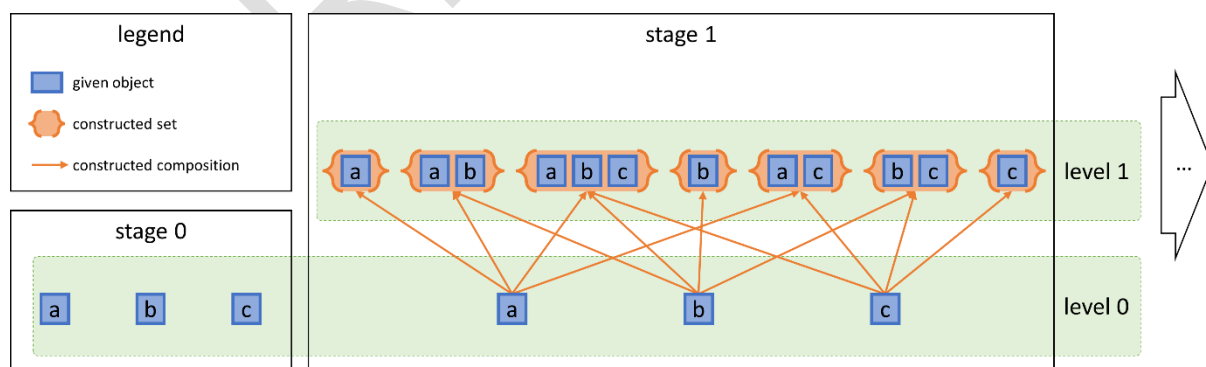 legend
given object
constructed set
constructed composition
stage 0
a b c
stage 1
{a} {a b} {a b c} {b} {a c} {b c} {c}
level 1
a b c
level 0
...